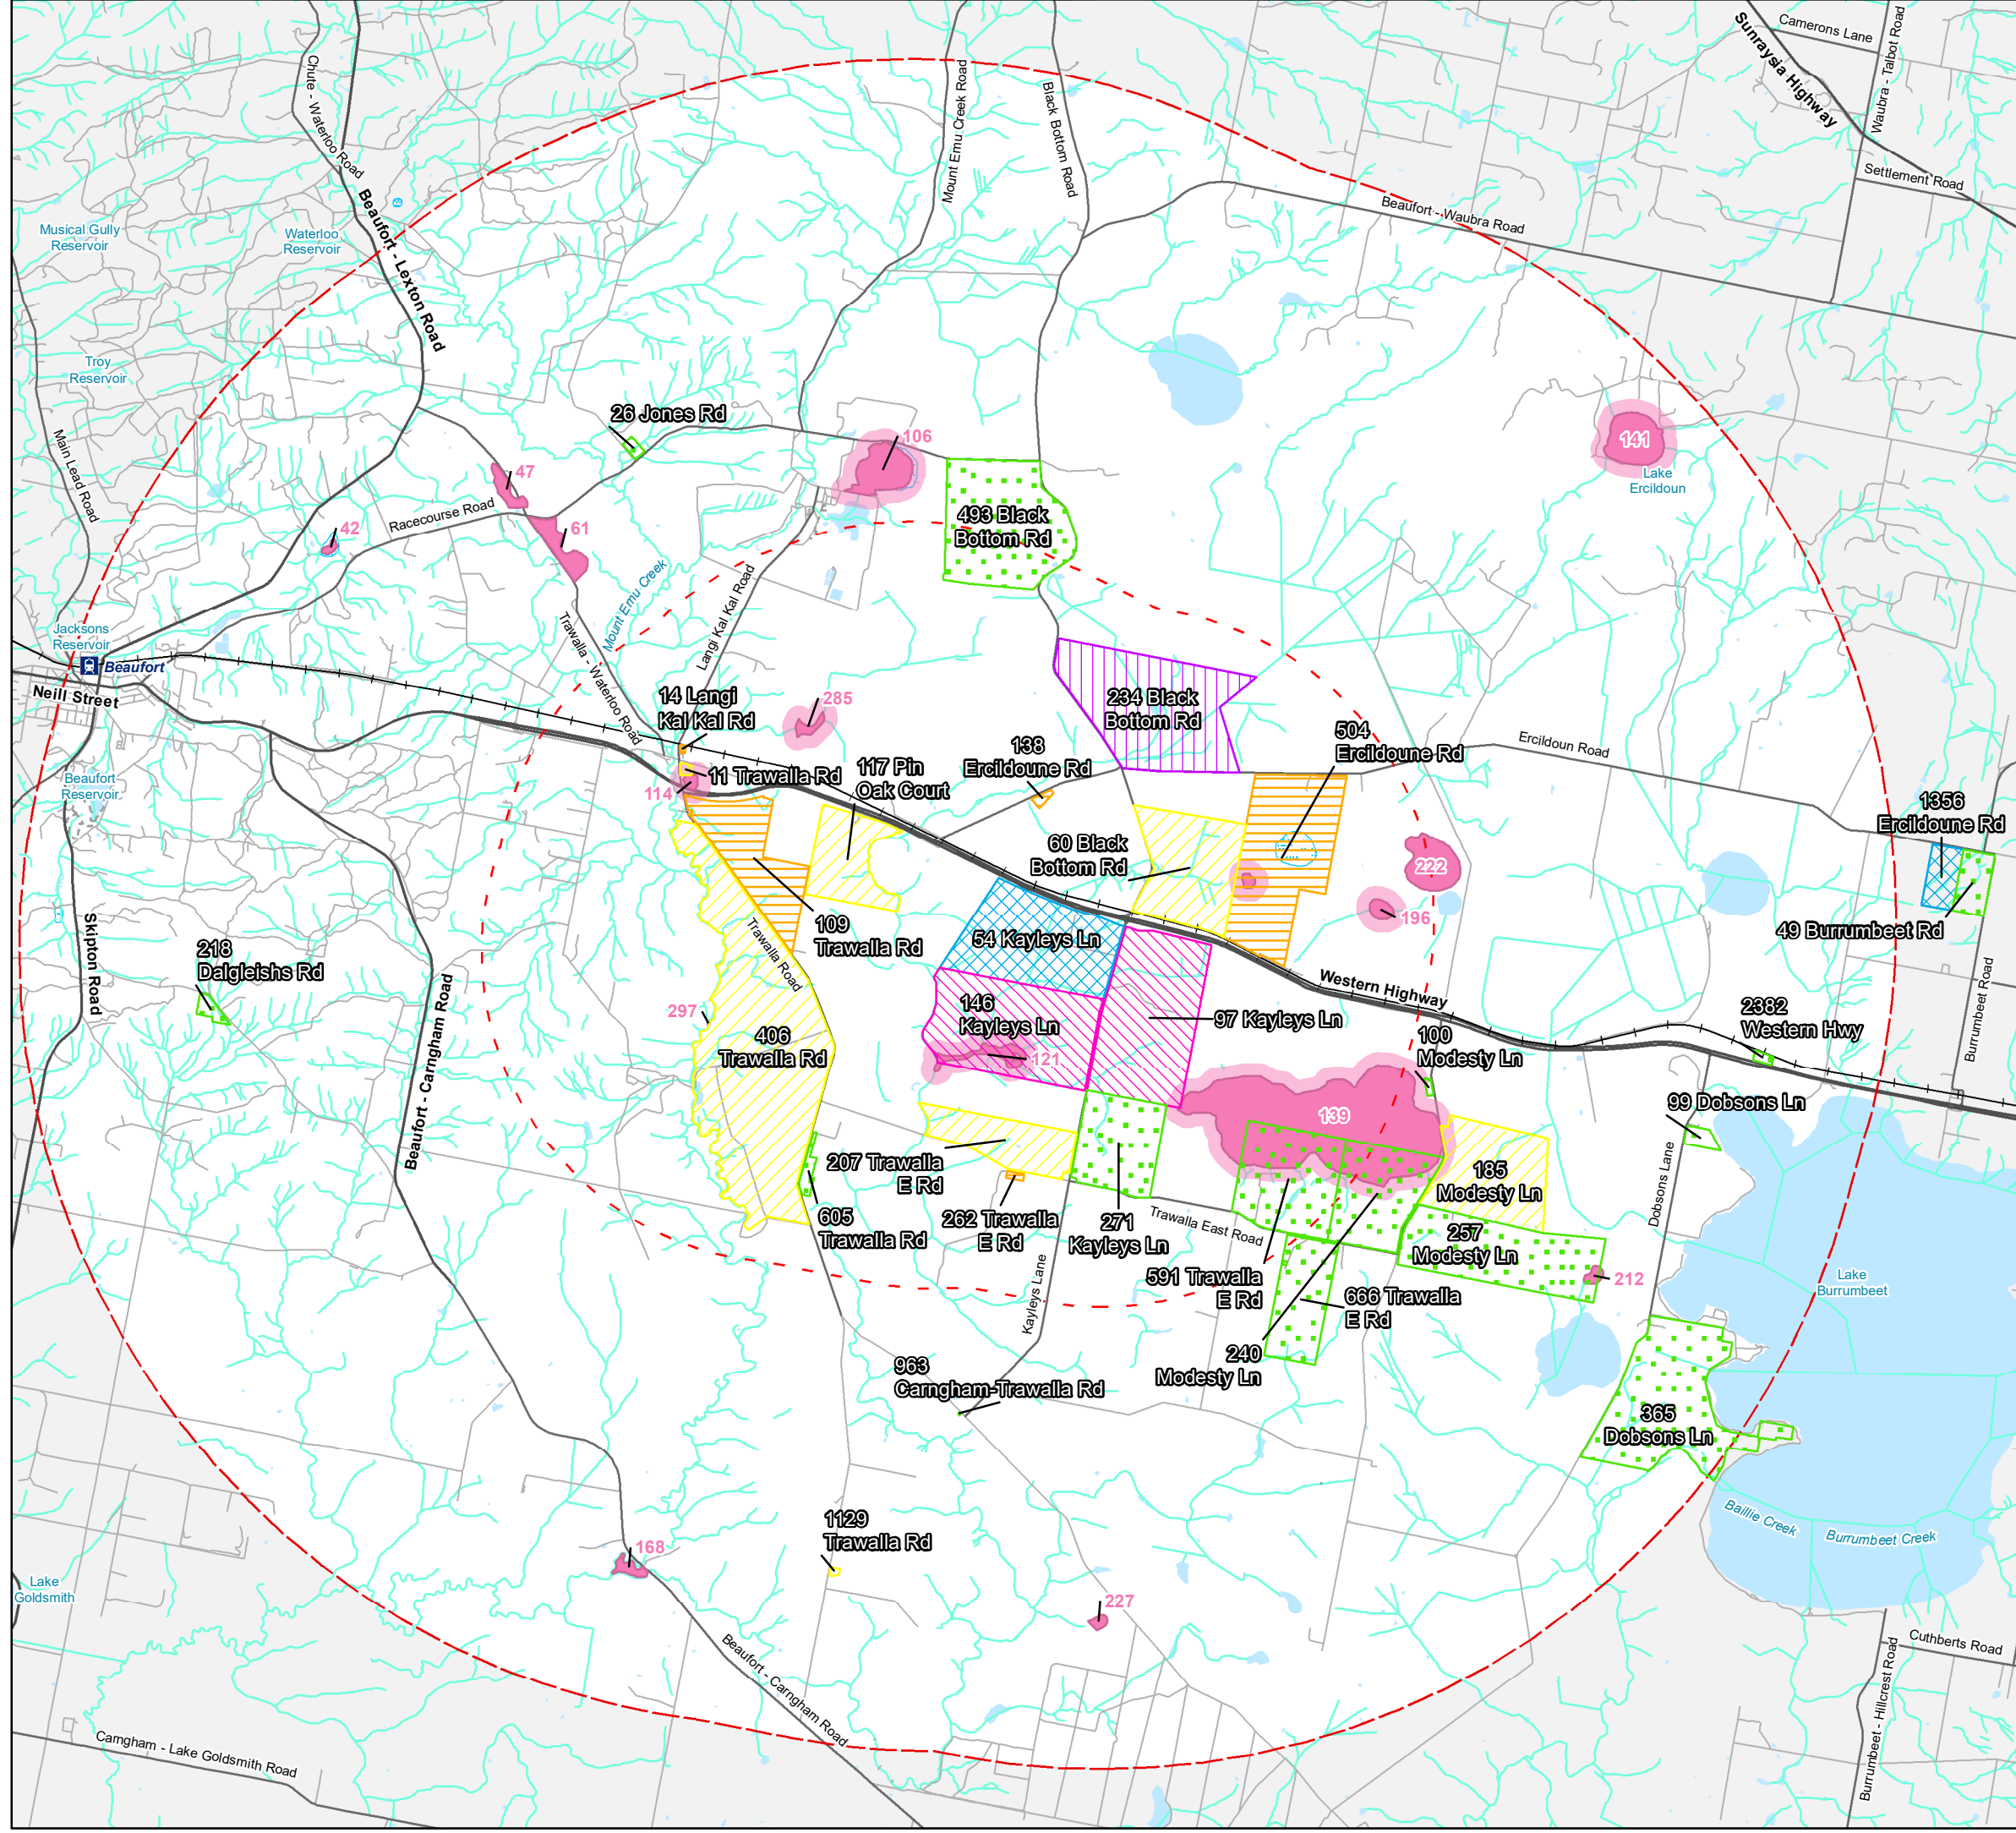 Camerons Lane
Sunraysia Highway
Waubra - Talbot Road
Settlement Road
Chute - Waterloo Road
Mount Emu Creek Road
Black Bottom Road
Beaufort - Waubra Road
Musical Gully
Reservoir
Waterloo
Reservoir
Beaufort - Lexton Road
Troy
Reservoir
Main Lead Road
26 Jones Rd
106
141
Lake
Ercildoun
47
Racecourse Road
42
61
493 Black
Bottom Rd
Mount Emu Creek
Langi Kal Kal Road
Trawalla - Waterloo Road
Jacksons
Reservoir
Beaufort
Neill Street
14 Langi
Kal Kal Rd
285
234 Black
Bottom Rd
504
Ercildoune Rd
Ercildoun Road
138
Ercildoune Rd
117 Pin
Oak Court
11 Trawalla Rd
114
Beaufort
Reservoir
1356
Ercildoune Rd
60 Black
Bottom Rd
222
196
49 Burrumbeet Rd
109
Trawalla Rd
Trawalla Road
54 Kayleys Ln
Skipton Road
218
Dalgleishs Rd
Beaufort - Carngham Road
Western Highway
297
406
Trawalla Rd
146
Kayleys Ln
97 Kayleys Ln
121
100
Modesty Ln
2382
Western Hwy
Burrumbeet Road
139
99 Dobsons Ln
207 Trawalla
E Rd
185
Modesty Ln
Dobsons Lane
605
Trawalla Rd
262 Trawalla
E Rd
271
Kayleys Ln
Trawalla East Road
257
Modesty Ln
212
Lake
Burrumbeet
Kayleys Lane
591 Trawalla
E Rd
666 Trawalla
E Rd
240
Modesty Ln
963
Carngham-Trawalla Rd
365
Dobsons Ln
Baillie Creek
Burrumbeet Creek
1129
Trawalla Rd
168
227
Lake
Goldsmith
Beaufort - Carngham Road
Cuthberts Road
Burrumbeet - Hillcrest Road
Carngham - Lake Goldsmith Road